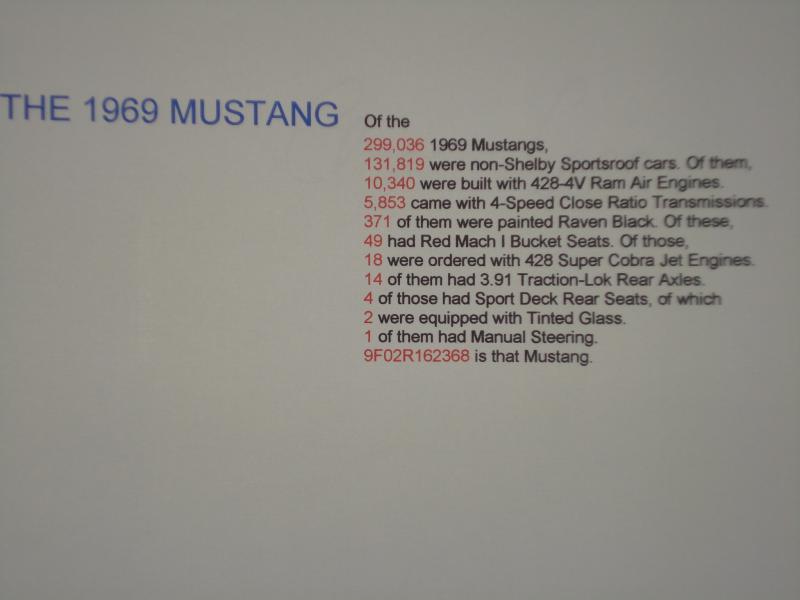 THE 1969 MUSTANG
Of the
299,036 1969 Mustangs,
131,819 were non-Shelby Sportsroof cars. Of them,
10,340 were built with 428-4V Ram Air Engines.
5,853 came with 4-Speed Close Ratio Transmissions.
371 of them were painted Raven Black. Of these,
49 had Red Mach I Bucket Seats. Of those,
18 were ordered with 428 Super Cobra Jet Engines.
14 of them had 3.91 Traction-Lok Rear Axles.
4 of those had Sport Deck Rear Seats, of which
2 were equipped with Tinted Glass.
1 of them had Manual Steering.
9F02R162368 is that Mustang.